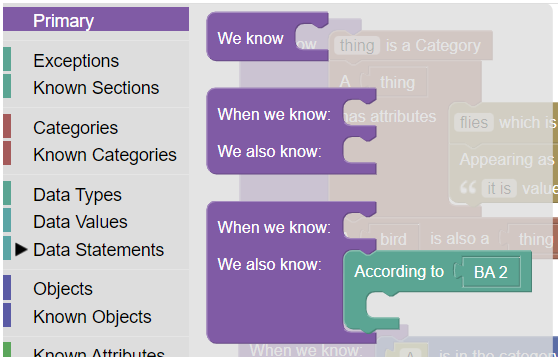 Primary
Exceptions
Known Sections
Categories
Known Categories
Data Types
Data Values
Data Statements
Objects
Known Objects
Known Attributes
We know
When we know:
We also know:
When we know:
We also know:
According to BA 2
know thing is a Category
A thing
has attributes
flies which is
Appearing as
“ it is value
bird is also a thing
When we know: A is in the categor